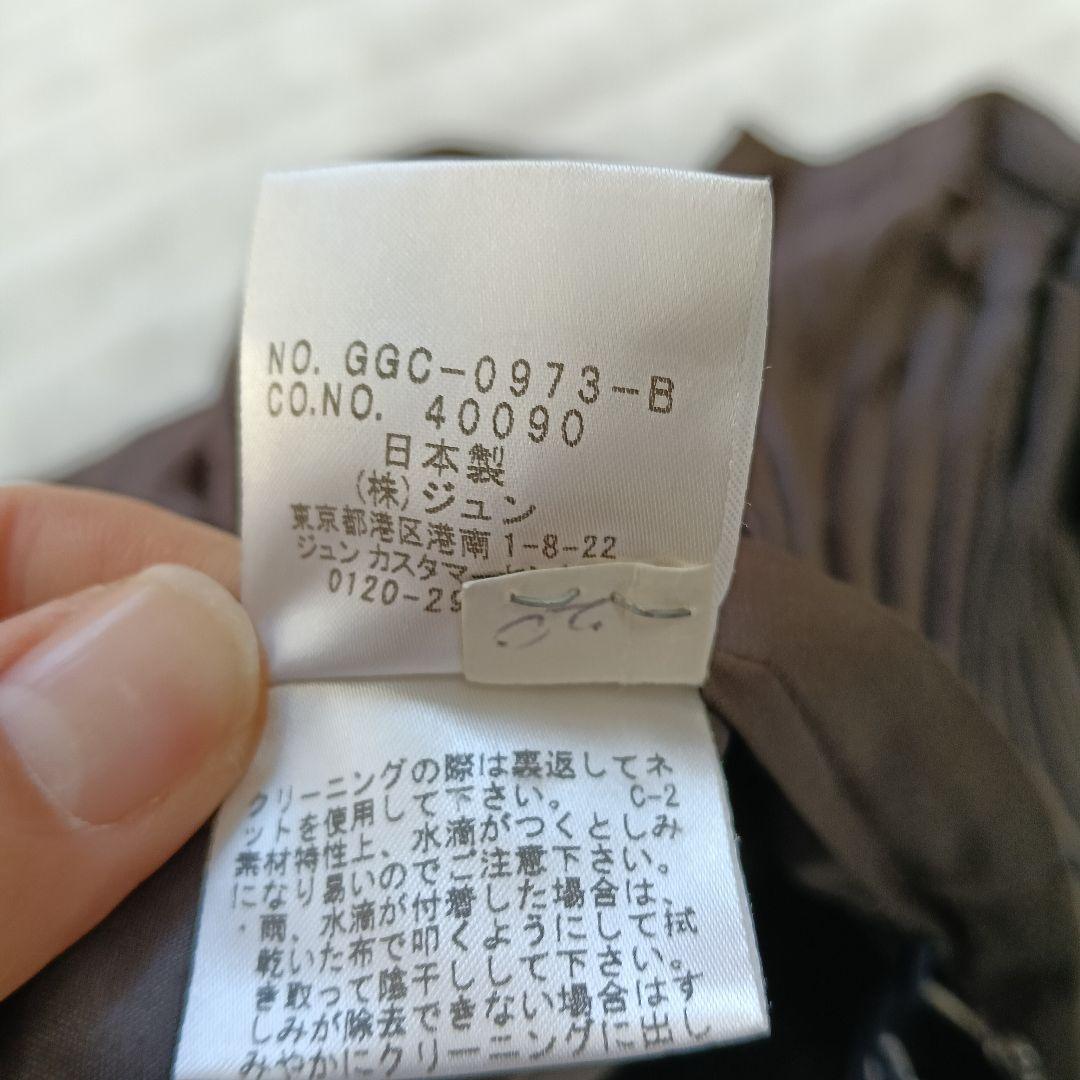 NO. GGC-0973-B
CO.NO. 40090
日本製
(株)ジュン
東京都港区港南1-8-22
ジュン カスタマー
0120-29
C-2
クリーニングの際は裏返してネ
ットを使用して下さい。
素材特性上、水滴がつくとしみ
になり易いのでご注意下さい。
・雨、水滴が付着した場合は、
乾いた布で叩くようにして拭
き取って陰干しして下さい。
しみが除去できない場合はす
みやかにクリーニングに出し